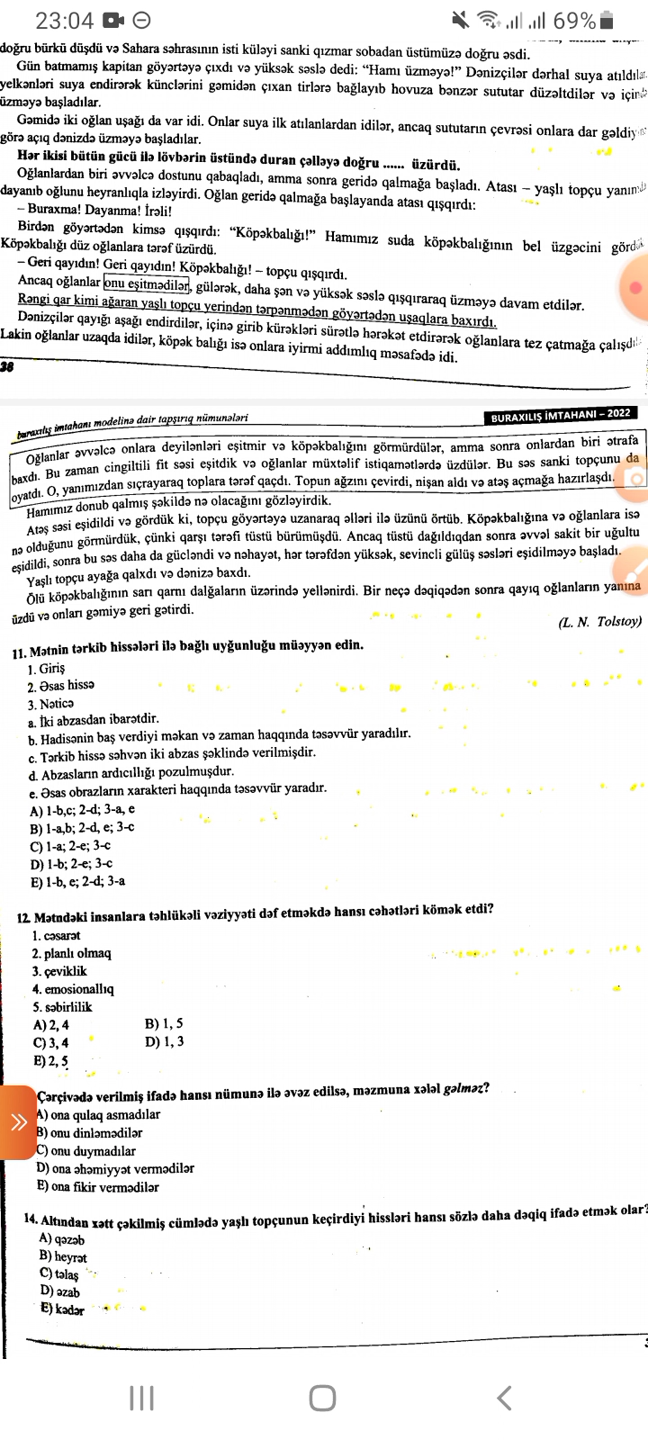 23:04 69%
doğru bürkü düşdü və Sahara səhrasının isti küləyi sanki qızmar sobadan üstümüzə doğru əsdi.
Gün batmamış kapitan göyərtəyə çıxdı və yüksək səslə dedi: “Hamı üzməyə!” Dənizçilər dərhal suya atıldılar
yelkənləri suya endirərək künclərini gəmidən çıxan tirlərə bağlayıb hovuza bənzər sututar düzəltdilər və içində
üzməyə başladılar.
Gəmidə iki oğlan uşağı da var idi. Onlar suya ilk atılanlardan idilər, ancaq sututarın çevrəsi onlara dar gəldiyi
görə açıq dənizdə üzməyə başladılar.
Hər ikisi bütün gücü ilə lövbərin üstündə duran çəlləyə doğru ...... üzürdü.
Oğlanlardan biri əvvəlcə dostunu qabaqladı, amma sonra geridə qalmağa başladı. Atası – yaşlı topçu yanımda
dayanıb oğlunu heyranlıqla izləyirdi. Oğlan geridə qalmağa başlayanda atası qışqırdı:
– Buraxma! Dayanma! İrəli!
Birdən göyərtədən kimsə qışqırdı: “Köpəkbalığı!” Hamımız suda köpəkbalığının bel üzgəcini gördü
Köpəkbalığı düz oğlanlara tərəf üzürdü.
– Geri qayıdın! Geri qayıdın! Köpəkbalığı! – topçu qışqırdı.
Ancaq oğlanlar onu eşitmədilər, gülərək, daha şən və yüksək səslə qışqıraraq üzməyə davam etdilər.
Rəngi qar kimi ağaran yaşlı topçu yerindən tərpənmədən göyərtədən uşaqlara baxırdı.
Dənizçilər qayığı aşağı endirdilər, içinə girib kürəkləri sürətlə hərəkət etdirərək oğlanlara tez çatmağa çalışdı
Lakin oğlanlar uzaqda idilər, köpək balığı isə onlara iyirmi addımlıq məsafədə idi.
38
buraxılış imtahanı modelinə dair tapşırıq nümunələri
BURAXILIŞ İMTAHANI – 2022
Oğlanlar əvvəlcə onlara deyilənləri eşitmir və köpəkbalığını görmürdülər, amma sonra onlardan biri ətrafa
baxdı. Bu zaman cingiltili fit səsi eşitdik və oğlanlar müxtəlif istiqamətlərdə üzdülər. Bu səs sanki topçunu da
oyatdı. O, yanımızdan sıçrayaraq toplara tərəf qaçdı. Topun ağzını çevirdi, nişan aldı və atəş açmağa hazırlaşdı.
Hamımız donub qalmış şəkildə nə olacağını gözləyirdik.
Atəş səsi eşidildi və gördük ki, topçu göyərtəyə uzanaraq əlləri ilə üzünü örtüb. Köpəkbalığına və oğlanlara isə
nə olduğunu görmürdük, çünki qarşı tərəfi tüstü bürümüşdü. Ancaq tüstü dağıldıqdan sonra əvvəl sakit bir uğultu
eşidildi, sonra bu səs daha da gücləndi və nəhayət, hər tərəfdən yüksək, sevincli gülüş səsləri eşidilməyə başladı.
Yaşlı topçu ayağa qalxdı və dənizə baxdı.
Ölü köpəkbalığının sarı qarnı dalğaların üzərində yellənirdi. Bir neçə dəqiqədən sonra qayıq oğlanların yanına
üzdü və onları gəmiyə geri gətirdi.
(L. N. Tolstoy)
11. Mətnin tərkib hissələri ilə bağlı uyğunluğu müəyyən edin.
1. Giriş
2. Əsas hissə
3. Nəticə
a. İki abzasdan ibarətdir.
b. Hadisənin baş verdiyi məkan və zaman haqqında təsəvvür yaradılır.
c. Tərkib hissə səhvən iki abzas şəklində verilmişdir.
d. Abzasların ardıcıllığı pozulmuşdur.
e. Əsas obrazların xarakteri haqqında təsəvvür yaradır.
A) 1-b,c; 2-d; 3-a, e
B) 1-a,b; 2-d, e; 3-c
C) 1-a; 2-e; 3-c
D) 1-b; 2-e; 3-c
E) 1-b, e; 2-d; 3-a
12. Mətndəki insanlara təhlükəli vəziyyəti dəf etməkdə hansı cəhətləri kömək etdi?
1. cəsarət
2. planlı olmaq
3. çeviklik
4. emosionallıq
5. səbirlilik
A) 2, 4 B) 1, 5
C) 3, 4 D) 1, 3
E) 2, 5
Çərçivədə verilmiş ifadə hansı nümunə ilə əvəz edilsə, məzmuna xələl gəlməz?
A) ona qulaq asmadılar
B) onu dinləmədilər
C) onu duymadılar
D) ona əhəmiyyət vermədilər
E) ona fikir vermədilər
14. Altından xətt çəkilmiş cümlədə yaşlı topçunun keçirdiyi hissləri hansı sözlə daha dəqiq ifadə etmək olar?
A) qəzəb
B) heyrət
C) təlaş
D) əzab
E) kədər